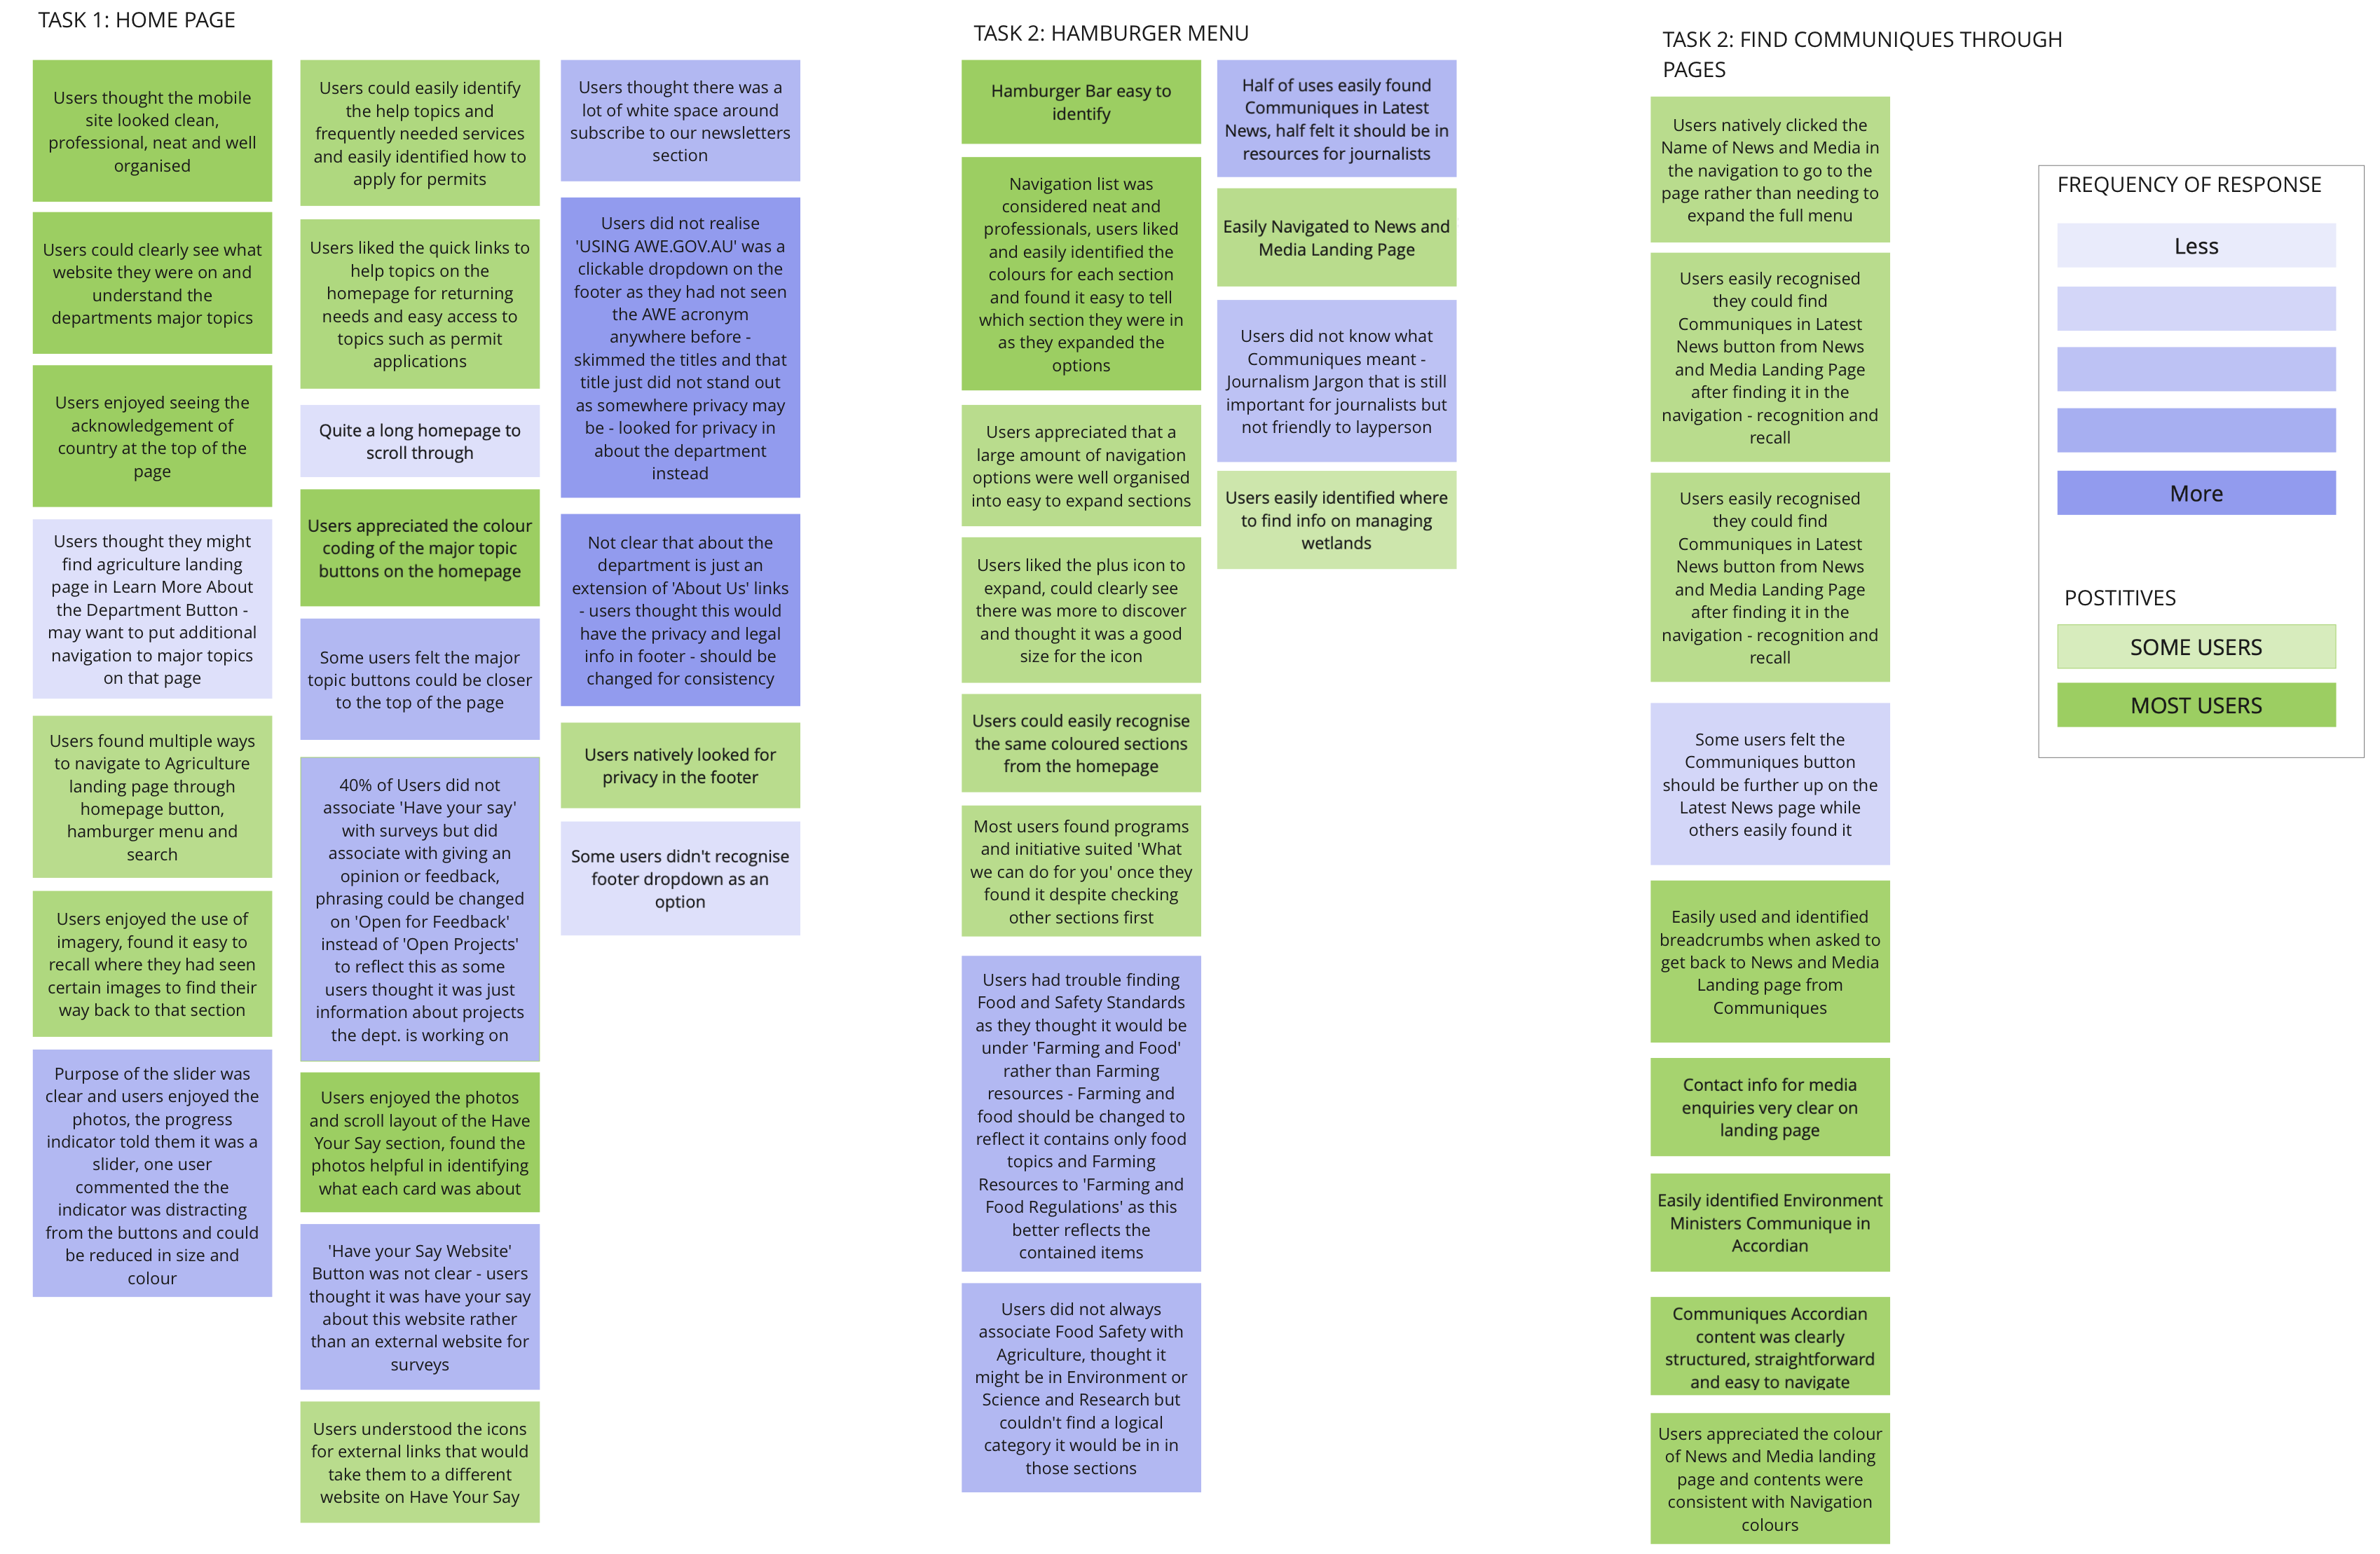 TASK 1: HOME PAGE
Users thought the mobile
site looked clean,
professional, neat and well
organised
Users could clearly see what
website they were on and
understand the
departments major topics
Users enjoyed seeing the
acknowledgement of
country at the top of the
page
Users thought they might
find agriculture landing
page in Learn More About
the Department Button -
may want to put additional
navigation to major topics
on that page
Users found multiple ways
to navigate to Agriculture
landing page through
homepage button,
hamburger menu and
search
Users enjoyed the use of
imagery, found it easy to
recall where they had seen
certain images to find their
way back to that section
Purpose of the slider was
clear and users enjoyed the
photos, the progress
indicator told them it was a
slider, one user
commented the the
indicator was distracting
from the buttons and could
be reduced in size and
colour
Users could easily identify
the help topics and
frequently needed services
and easily identified how to
apply for permits
Users liked the quick links to
help topics on the
homepage for returning
needs and easy access to
topics such as permit
applications
Quite a long homepage to
scroll through
Users appreciated the colour
coding of the major topic
buttons on the homepage
Some users felt the major
topic buttons could be closer
to the top of the page
40% of Users did not
associate 'Have your say'
with surveys but did
associate with giving an
opinion or feedback,
phrasing could be changed
on 'Open for Feedback'
instead of 'Open Projects'
to reflect this as some
users thought it was just
information about projects
the dept. is working on
Users enjoyed the photos
and scroll layout of the Have
Your Say section, found the
photos helpful in identifying
what each card was about
'Have your Say Website'
Button was not clear - users
thought it was have your say
about this website rather
than an external website for
surveys
Users understood the icons
for external links that would
take them to a different
website on Have Your Say
Users thought there was a
lot of white space around
subscribe to our newsletters
section
Users did not realise
'USING AWE.GOV.AU' was a
clickable dropdown on the
footer as they had not seen
the AWE acronym
anywhere before -
skimmed the titles and that
title just did not stand out
as somewhere privacy may
be - looked for privacy in
about the department
instead
Not clear that about the
department is just an
extension of 'About Us' links
- users thought this would
have the privacy and legal
info in footer - should be
changed for consistency
Users natively looked for
privacy in the footer
Some users didn't recognise
footer dropdown as an
option
TASK 2: HAMBURGER MENU
Hamburger Bar easy to
identify
Navigation list was
considered neat and
professionals, users liked
and easily identified the
colours for each section
and found it easy to tell
which section they were in
as they expanded the
options
Users appreciated that a
large amount of navigation
options were well organised
into easy to expand sections
Users liked the plus icon to
expand, could clearly see
there was more to discover
and thought it was a good
size for the icon
Users could easily recognise
the same coloured sections
from the homepage
Most users found programs
and initiative suited 'What
we can do for you' once they
found it despite checking
other sections first
Users had trouble finding
Food and Safety Standards
as they thought it would be
under 'Farming and Food'
rather than Farming
resources - Farming and
food should be changed to
reflect it contains only food
topics and Farming
Resources to 'Farming and
Food Regulations' as this
better reflects the
contained items
Users did not always
associate Food Safety with
Agriculture, thought it
might be in Environment or
Science and Research but
couldn't find a logical
category it would be in in
those sections
Half of uses easily found
Communiques in Latest
News, half felt it should be in
resources for journalists
Easily Navigated to News and
Media Landing Page
Users did not know what
Communiques meant -
Journalism Jargon that is still
important for journalists but
not friendly to layperson
Users easily identified where
to find info on managing
wetlands
TASK 2: FIND COMMUNIQUES THROUGH
PAGES
Users natively clicked the
Name of News and Media in
the navigation to go to the
page rather than needing to
expand the full menu
Users easily recognised
they could find
Communiques in Latest
News button from News
and Media Landing Page
after finding it in the
navigation - recognition and
recall
Users easily recognised
they could find
Communiques in Latest
News button from News
and Media Landing Page
after finding it in the
navigation - recognition and
recall
Some users felt the
Communiques button
should be further up on the
Latest News page while
others easily found it
Easily used and identified
breadcrumbs when asked to
get back to News and Media
Landing page from
Communiques
Contact info for media
enquiries very clear on
landing page
Easily identified Environment
Ministers Communique in
Accordian
Communiques Accordian
content was clearly
structured, straightforward
and easy to navigate
Users appreciated the colour
of News and Media landing
page and contents were
consistent with Navigation
colours
FREQUENCY OF RESPONSE
Less
More
POSTITIVES
SOME USERS
MOST USERS